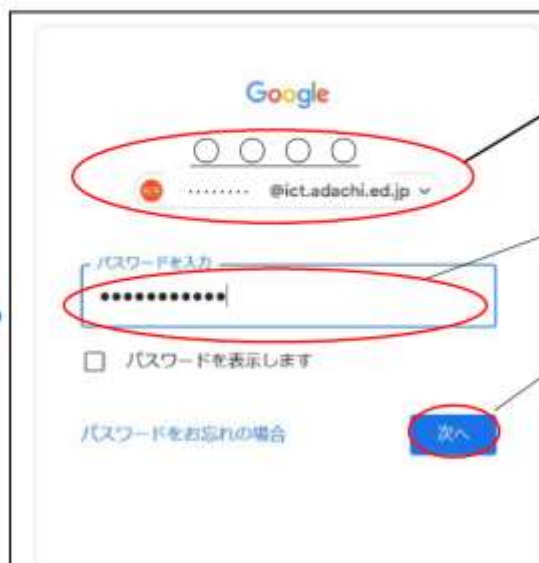 Google
○ ○ ○ ○
........ @ict.adachi.ed.jp
パスワードを入力
●●●●●●●●●●●
パスワードを表示します
パスワードをお忘れの場合
次へ